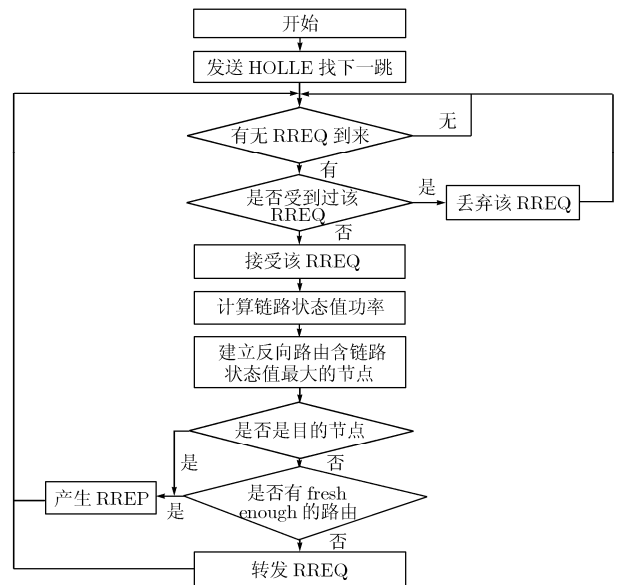 开始
发送 HOLLE 找下一跳
有无 RREQ 到来
无
有
是否受到过该
RREQ
是
丢弃该 RREQ
否
接受该 RREQ
计算链路状态值功率
建立反向路由含链路
状态值最大的节点
是否是目的节点
是
否
是否有 fresh
enough 的路由
是
产生 RREP
否
转发 RREQ